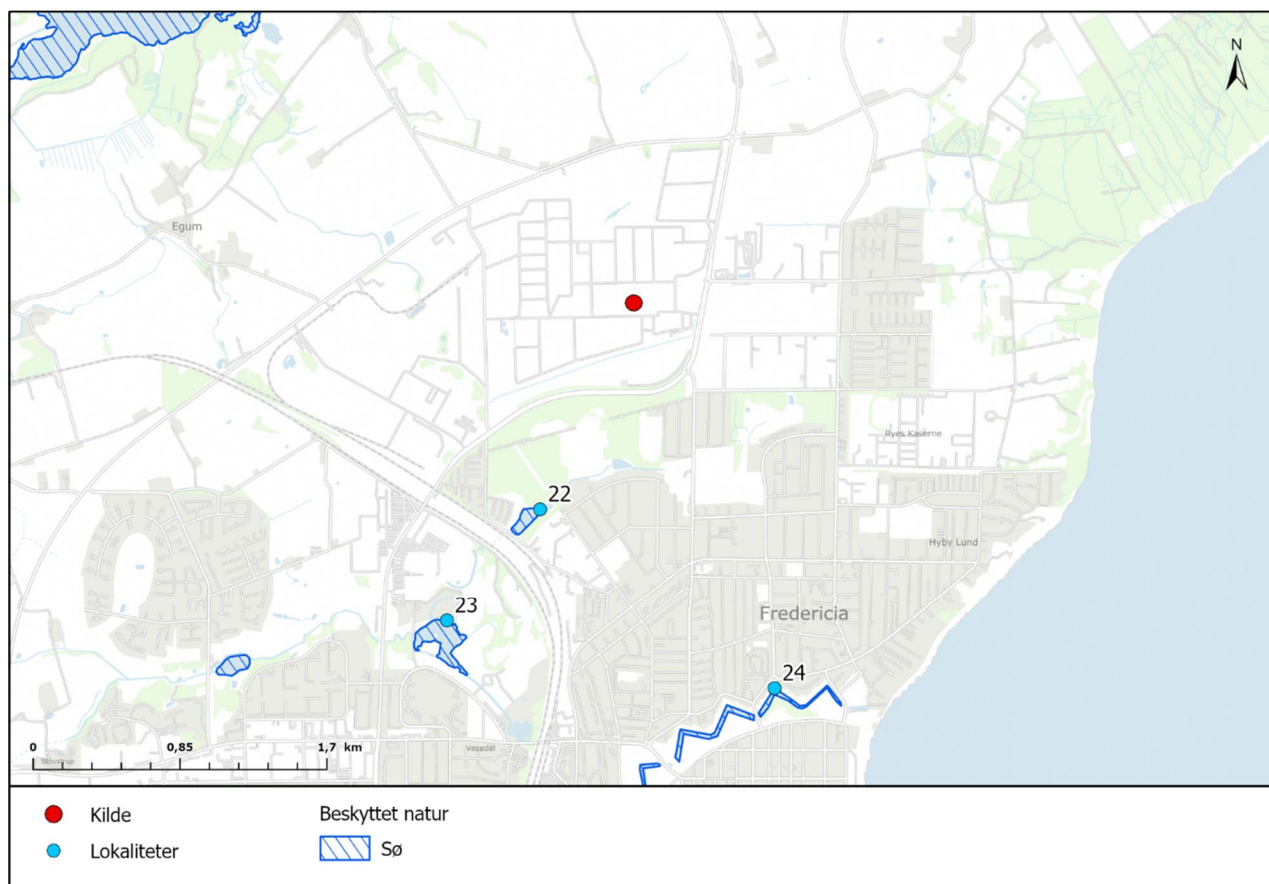 N
Egum
Ryes Kaserne
22
Hyby Lund
23
Fredericia
24
Vasedal
0 0,85 1,7 km
Kilde
Beskyttet natur
Lokaliteter
Sø